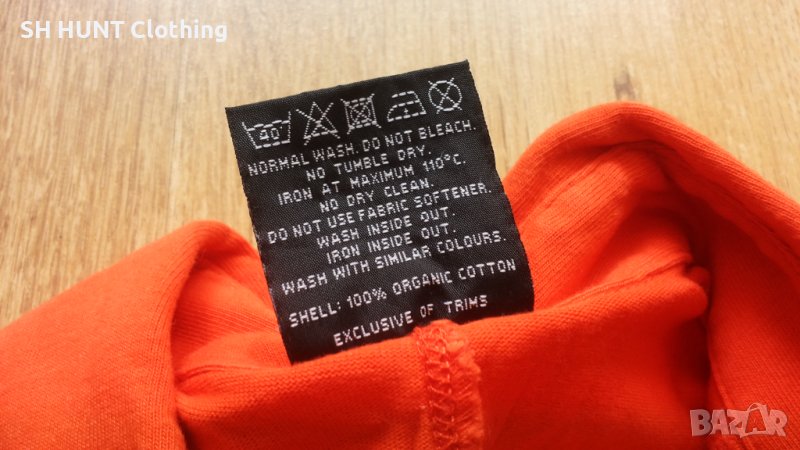 SH HUNT Clothing
40
NORMAL WASH. DO NOT BLEACH.
NO TUMBLE DRY.
IRON AT MAXIMUM 110°C.
NO DRY CLEAN.
DO NOT USE FABRIC SOFTENER.
WASH INSIDE OUT.
IRON INSIDE OUT.
WASH WITH SIMILAR COLOURS.
SHELL: 100% ORGANIC COTTON
EXCLUSIVE OF TRIMS
BAZAR